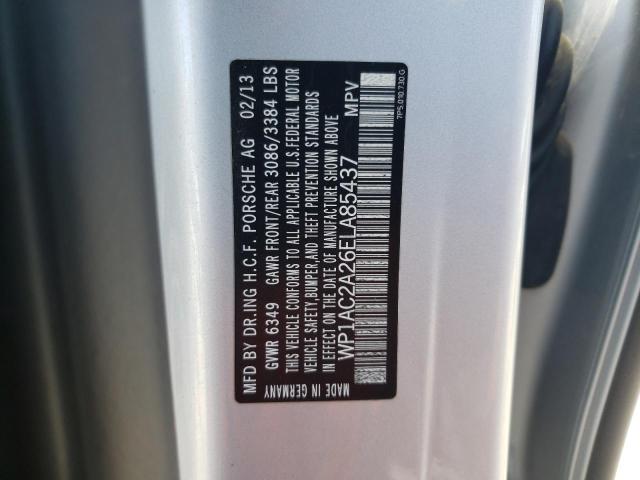 MFD BY DR.ING H.C.F. PORSCHE AG 02/13
GVWR 6349 GAWR FRONT/REAR 3086/3384 LBS
THIS VEHICLE CONFORMS TO ALL APPLICABLE U.S.FEDERAL MOTOR
VEHICLE SAFETY,BUMPER,AND THEFT PREVENTION STANDARDS
IN EFFECT ON THE DATE OF MANUFACTURE SHOWN ABOVE
WP1AC2A26ELA85437 MPV
MADE IN GERMANY
7P5.010.730.G